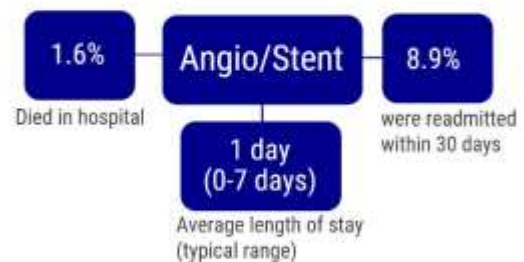 1.6%
Died in hospital
Angio/Stent
8.9%
were readmitted
within 30 days
1 day
(0-7 days)
Average length of stay
(typical range)